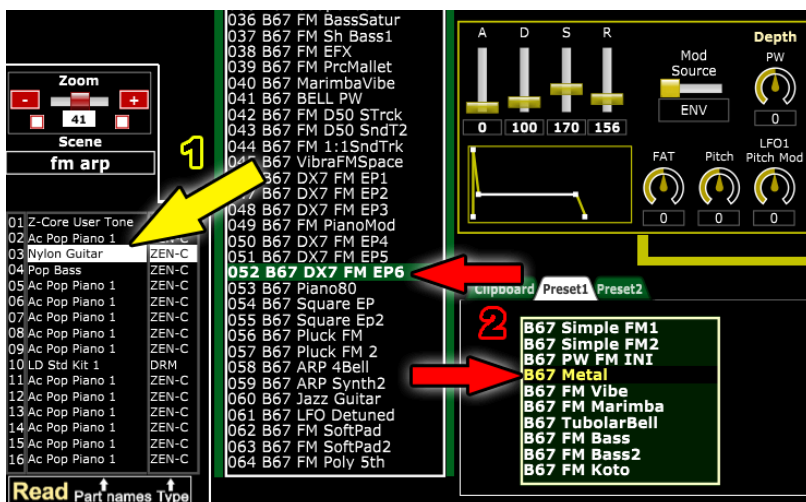 Zoom
-
+
41
Scene
fm arp
1
01 Z-Core User Tone
02 Ac Pop Piano 1 ZEN-C
03 Nylon Guitar ZEN-C
04 Pop Bass ZEN-C
05 Ac Pop Piano 1 ZEN-C
06 Ac Pop Piano 1 ZEN-C
07 Ac Pop Piano 1 ZEN-C
08 Ac Pop Piano 1 ZEN-C
09 Ac Pop Piano 1 ZEN-C
10 LD Std Kit 1 DRM
11 Ac Pop Piano 1 ZEN-C
12 Ac Pop Piano 1 ZEN-C
13 Ac Pop Piano 1 ZEN-C
14 Ac Pop Piano 1 ZEN-C
15 Ac Pop Piano 1 ZEN-C
16 Ac Pop Piano 1 ZEN-C
Read Part names Type
036 B67 FM BassSatur
037 B67 FM Sh Bass1
038 B67 FM EFX
039 B67 FM PrcMallet
040 B67 MarimbaVibe
041 B67 BELL PW
042 B67 FM D50 STrck
043 B67 FM D50 SndT2
044 B67 FM 1:1SndTrk
B67 VibraFMSpace
B67 DX7 FM EP1
047 B67 DX7 FM EP2
048 B67 DX7 FM EP3
049 B67 FM PianoMod
050 B67 DX7 FM EP4
051 B67 DX7 FM EP5
052 B67 DX7 FM EP6
053 B67 Piano80
054 B67 Square EP
055 B67 Square Ep2
056 B67 Pluck FM
057 B67 Pluck FM 2
058 B67 ARP 4Bell
059 B67 ARP Synth2
060 B67 Jazz Guitar
061 B67 LFO Detuned
062 B67 FM SoftPad
063 B67 FM SoftPad2
064 B67 FM Poly 5th
A D S R
0 100 170 156
Mod
Source
ENV
Depth
PW
0
FAT
Pitch
LFO1
Pitch Mod
0 0 0
Clipboard Preset1 Preset2
2
B67 Simple FM1
B67 Simple FM2
B67 PW FM INI
B67 Metal
B67 FM Vibe
B67 FM Marimba
B67 TubolarBell
B67 FM Bass
B67 FM Bass2
B67 FM Koto